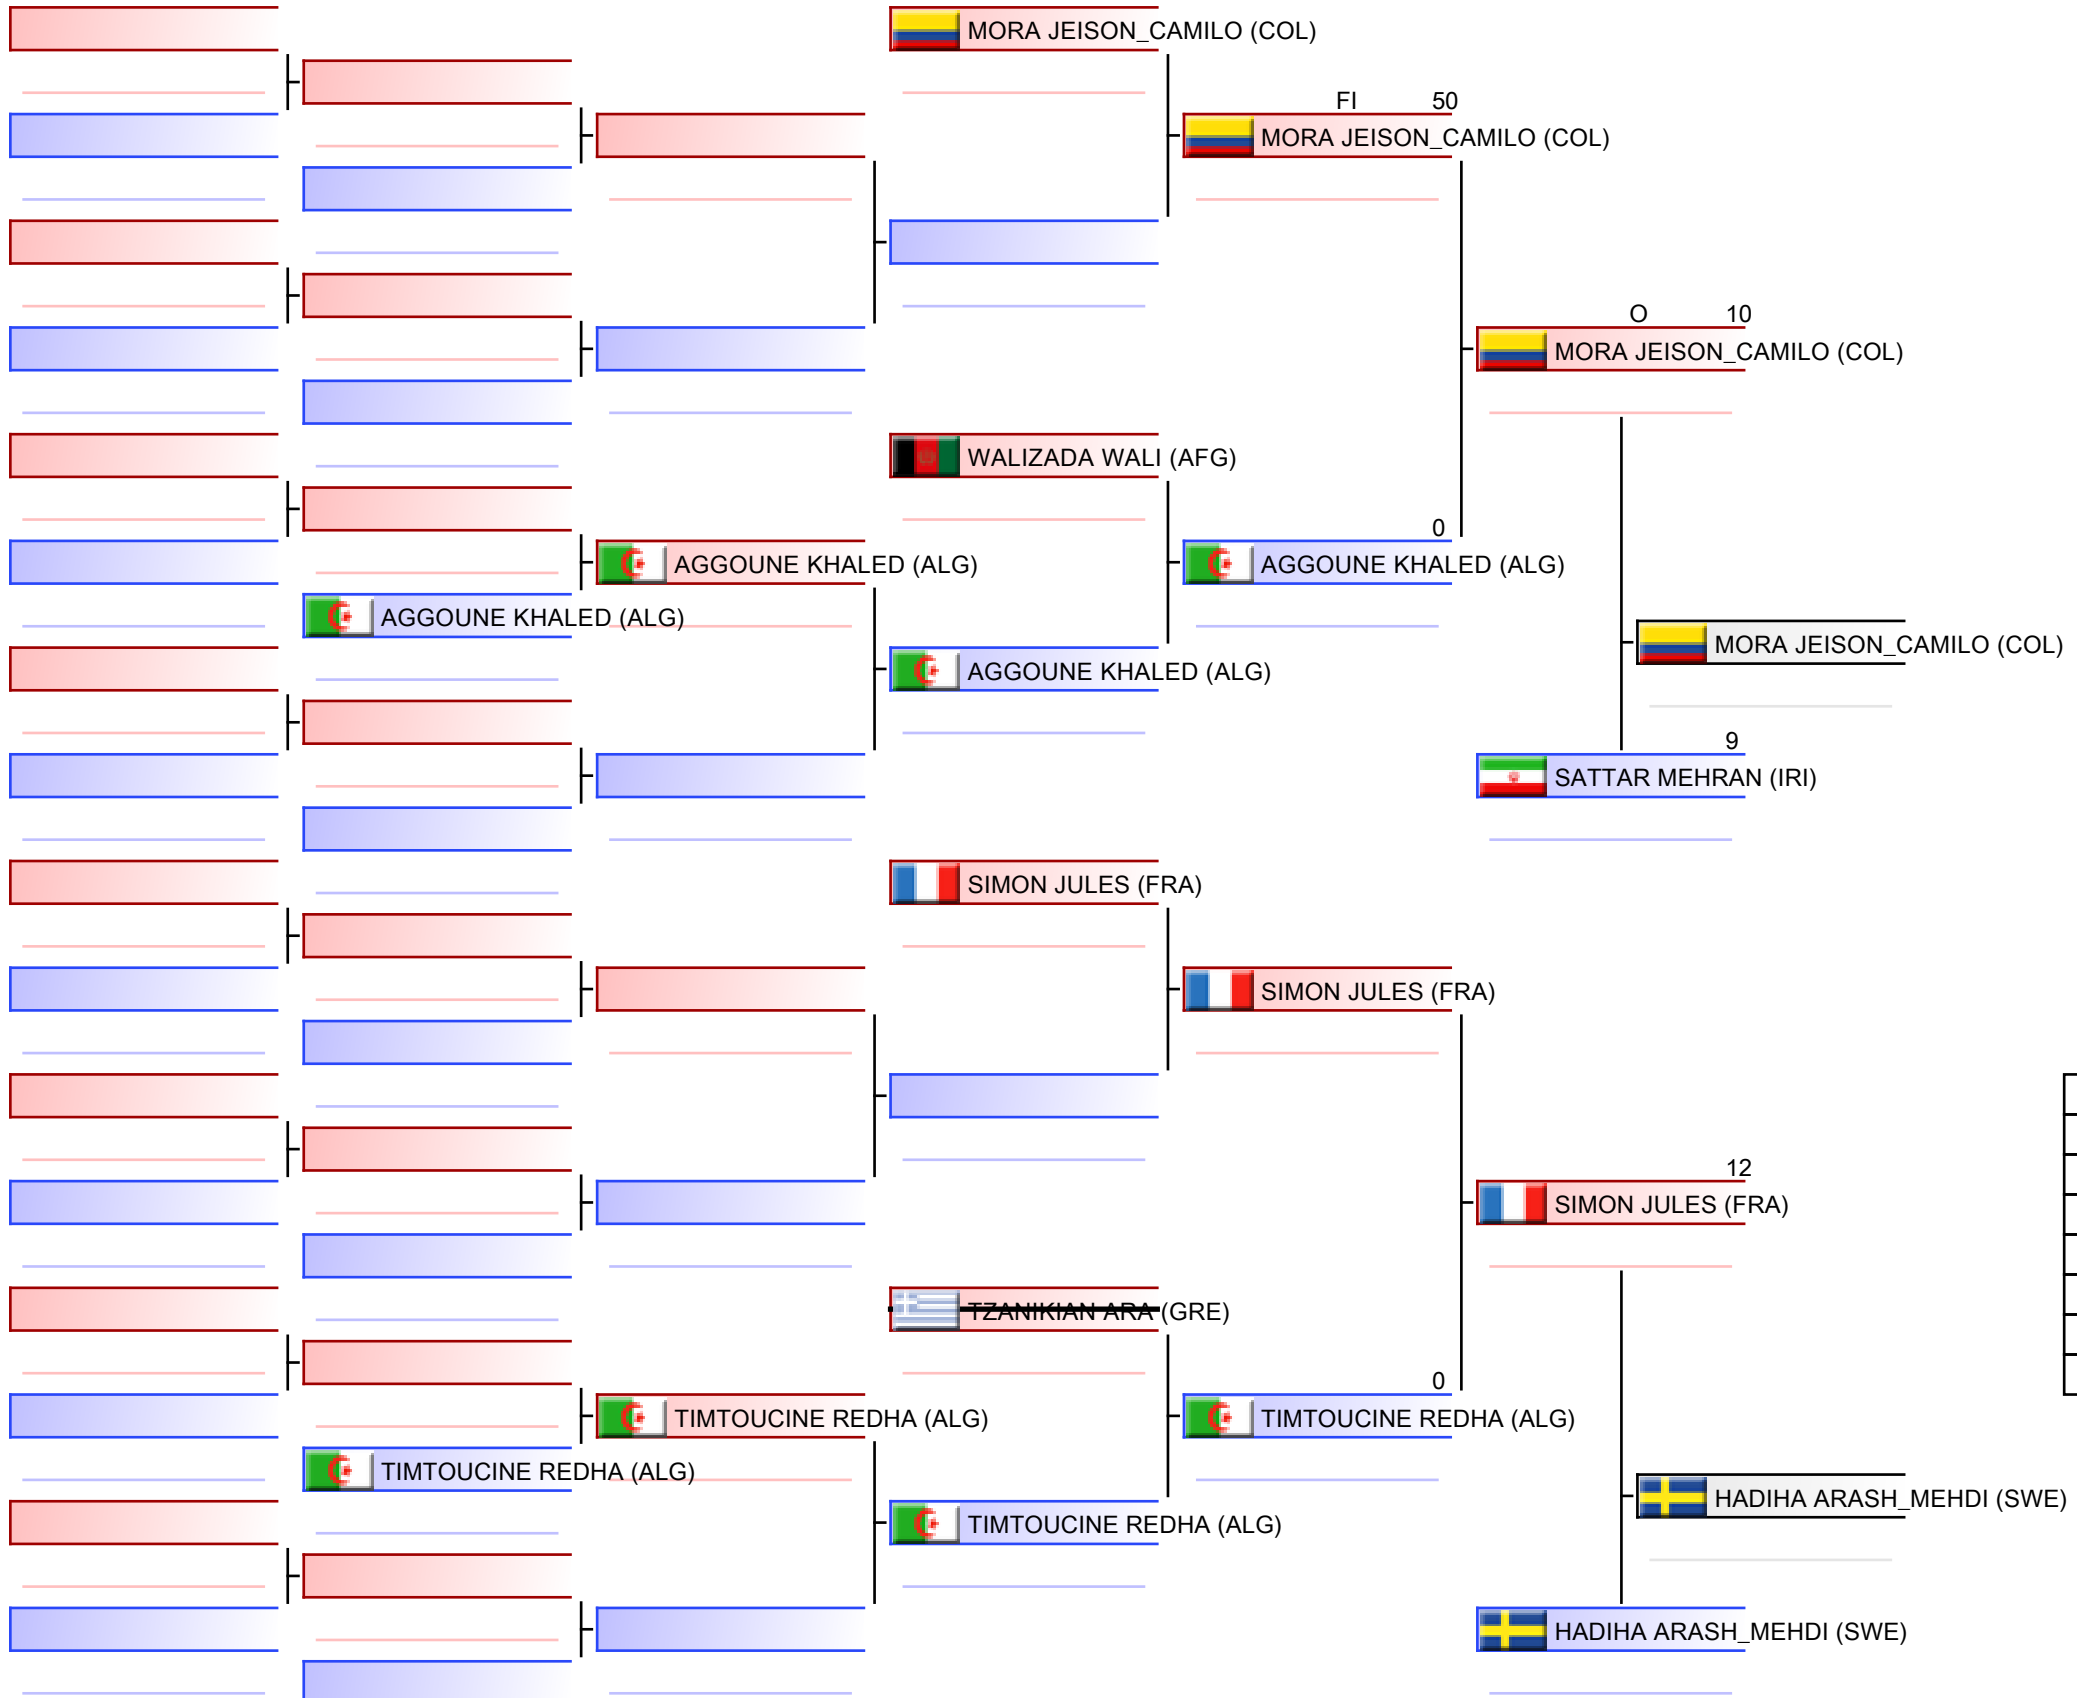 MORA JEISON_CAMILO (COL)
FI 50
MORA JEISON_CAMILO (COL)
O 10
MORA JEISON_CAMILO (COL)
WALIZADA WALI (AFG)
0
AGGOUNE KHALED (ALG)
AGGOUNE KHALED (ALG)
AGGOUNE KHALED (ALG)
MORA JEISON_CAMILO (COL)
AGGOUNE KHALED (ALG)
9
SATTAR MEHRAN (IRI)
SIMON JULES (FRA)
SIMON JULES (FRA)
12
SIMON JULES (FRA)
TZANIKIAN ARA (GRE)
0
TIMTOUCINE REDHA (ALG)
TIMTOUCINE REDHA (ALG)
TIMTOUCINE REDHA (ALG)
HADIHA ARASH_MEHDI (SWE)
TIMTOUCINE REDHA (ALG)
HADIHA ARASH_MEHDI (SWE)